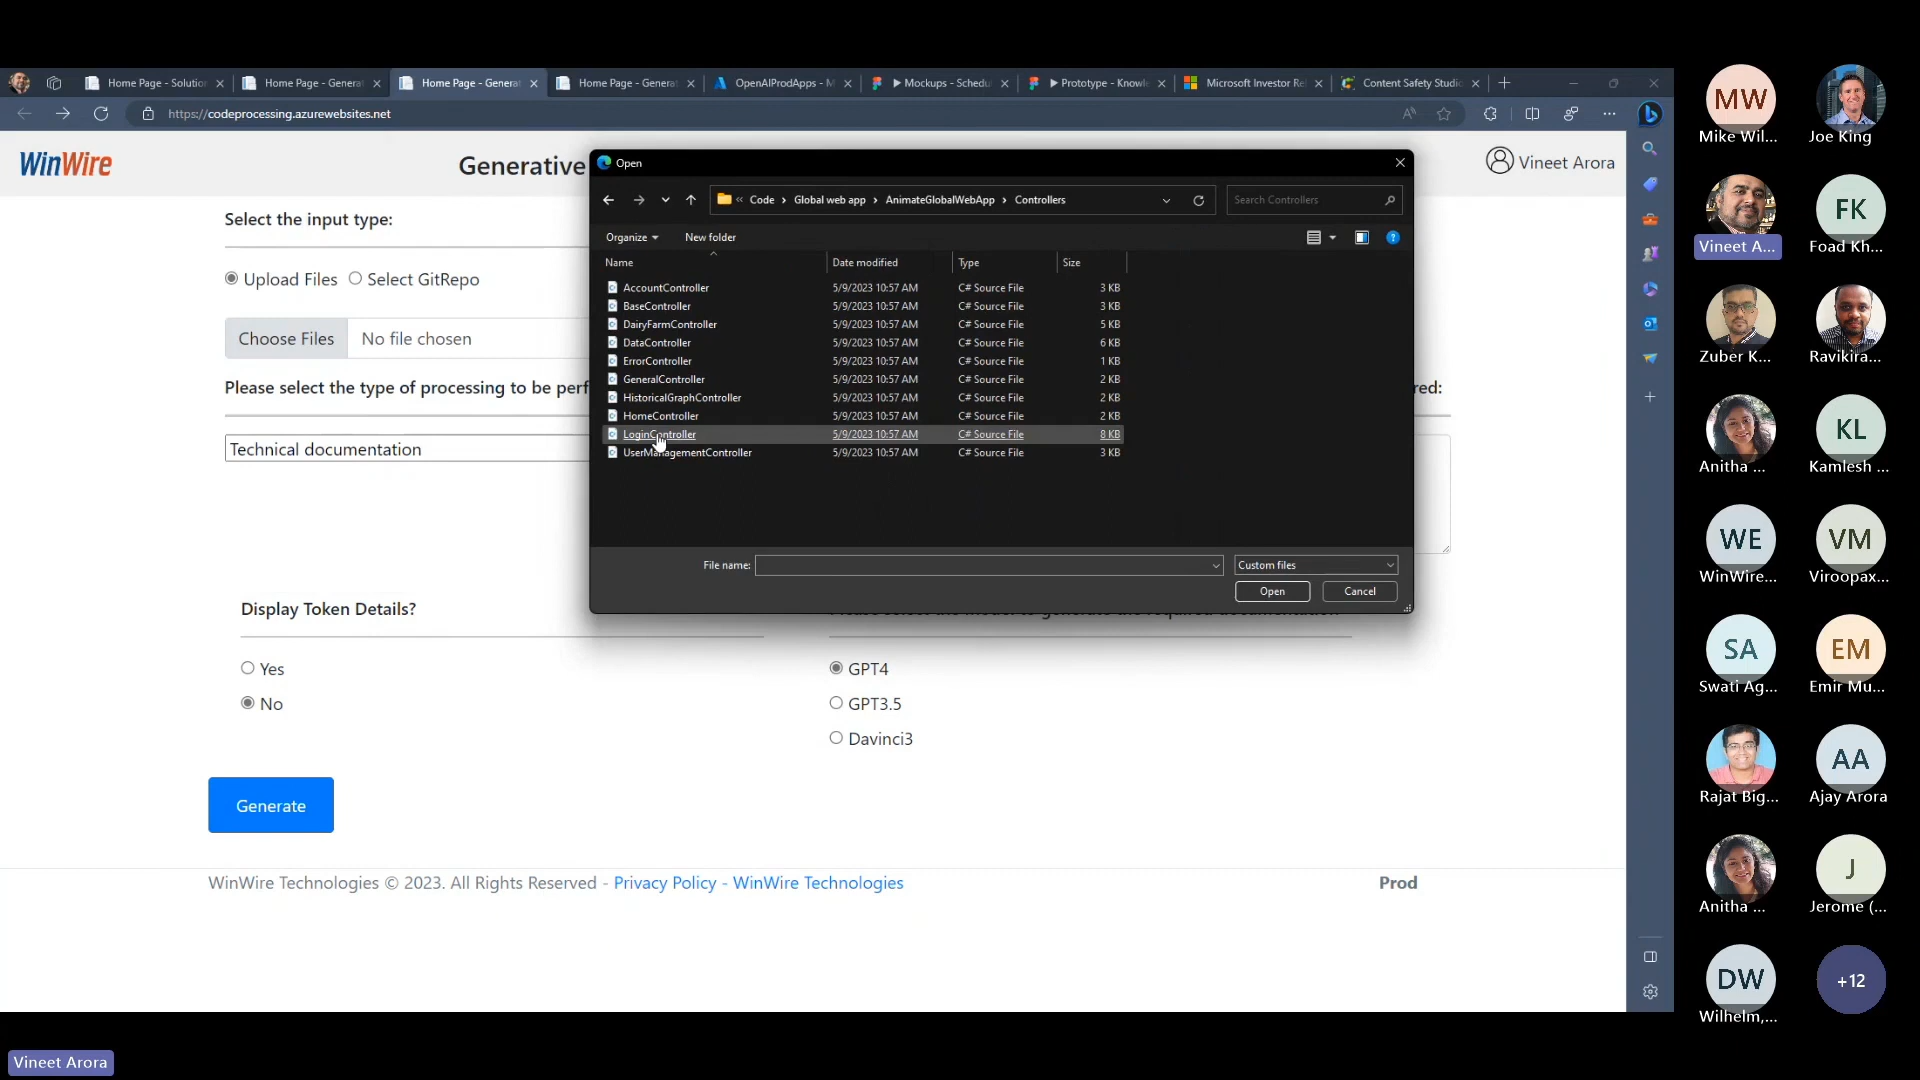 Home Page - Solution
Home Page - Generat
Home Page - Generat
Home Page - Generat
OpenAIProdApps - M
▶ Mockups - Schedu
▶ Prototype - Knowle
Microsoft Investor Rel
Content Safety Studio
https://codeprocessing.azurewebsites.net
WinWire
Generative
Vineet Arora
Select the input type:
Upload Files
Select GitRepo
Choose Files
No file chosen
Please select the type of processing to be perf
red:
Technical documentation
Open
« Code › Global web app › AnimateGlobalWebApp › Controllers
Search Controllers
Organize
New folder
Name Date modified Type Size
AccountController 5/9/2023 10:57 AM C# Source File 3 KB
BaseController 5/9/2023 10:57 AM C# Source File 3 KB
DairyFarmController 5/9/2023 10:57 AM C# Source File 5 KB
DataController 5/9/2023 10:57 AM C# Source File 6 KB
ErrorController 5/9/2023 10:57 AM C# Source File 1 KB
GeneralController 5/9/2023 10:57 AM C# Source File 2 KB
HistoricalGraphController 5/9/2023 10:57 AM C# Source File 2 KB
HomeController 5/9/2023 10:57 AM C# Source File 2 KB
LoginController 5/9/2023 10:57 AM C# Source File 8 KB
UserManagementController 5/9/2023 10:57 AM C# Source File 3 KB
File name:
Custom files
Open
Cancel
Display Token Details?
Please select the model to generate the required documentation
Yes
No
GPT4
GPT3.5
Davinci3
Generate
WinWire Technologies © 2023. All Rights Reserved - Privacy Policy - WinWire Technologies
Prod
MW
Mike Wil...
Joe King
Vineet A...
FK
Foad Kh...
Zuber K...
Ravikira...
Anitha ...
KL
Kamlesh ...
WE
WinWire...
VM
Viroopax...
SA
Swati Ag...
EM
Emir Mu...
Rajat Big...
AA
Ajay Arora
Anitha ...
J
Jerome (...
DW
Wilhelm,...
+12
Vineet Arora